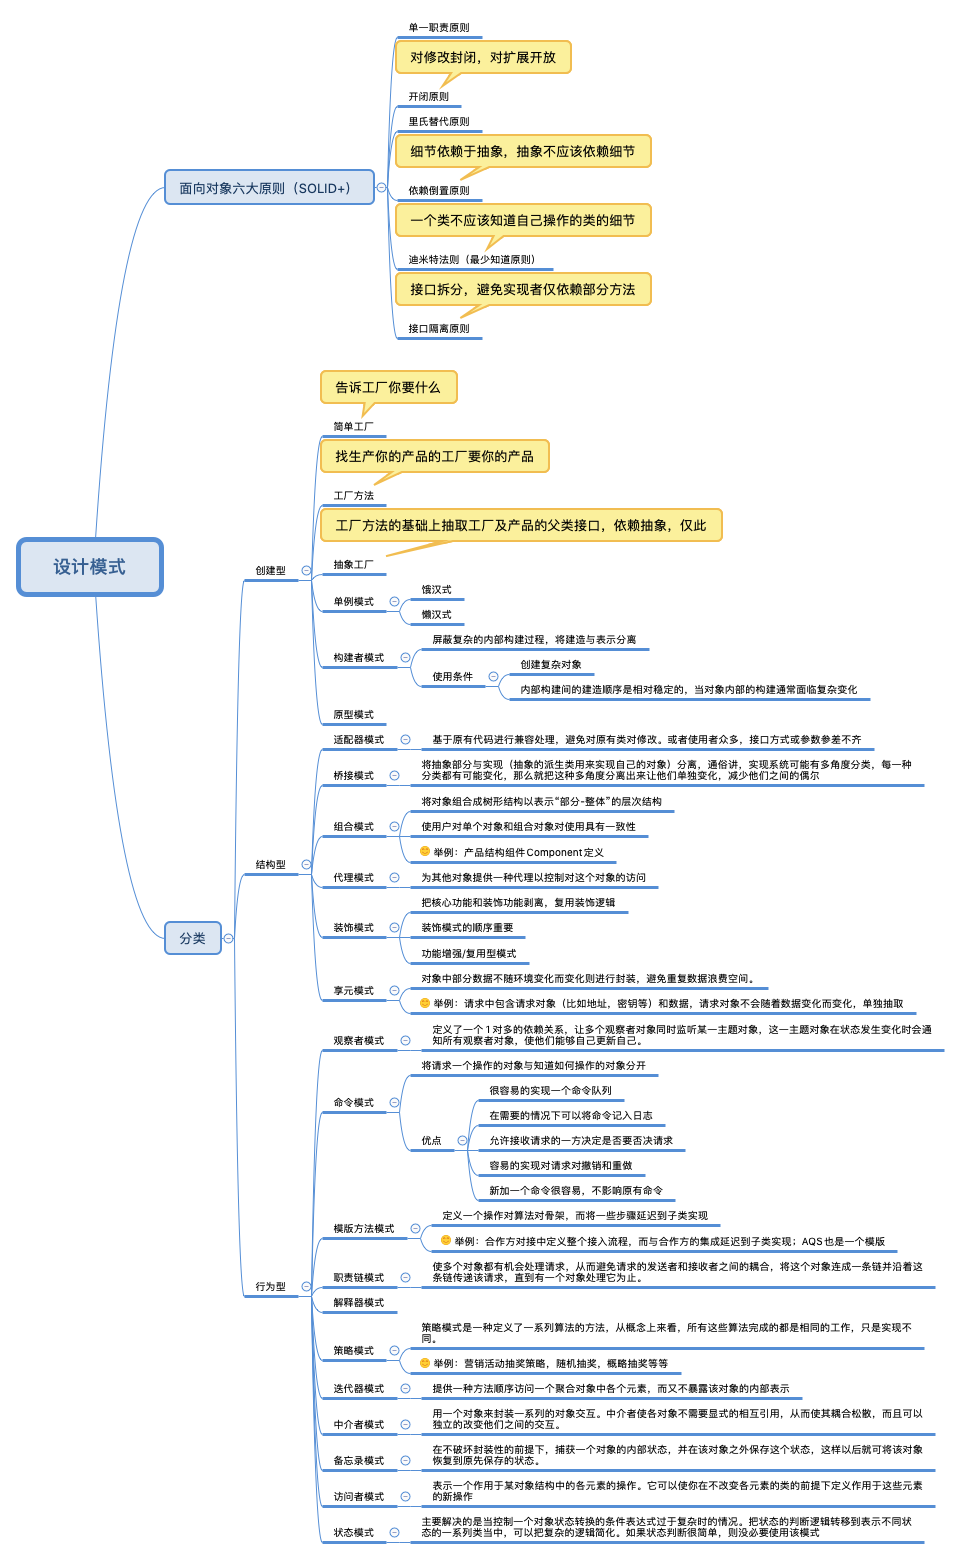 单一职责原则
对修改封闭，对扩展开放
开闭原则
里氏替代原则
细节依赖于抽象，抽象不应该依赖细节
面向对象六大原则（SOLID+）
依赖倒置原则
一个类不应该知道自己操作的类的细节
迪米特法则（最少知道原则）
接口拆分，避免实现者仅依赖部分方法
接口隔离原则
告诉工厂你要什么
简单工厂
找生产你的产品的工厂要你的产品
工厂方法
工厂方法的基础上抽取工厂及产品的父类接口，依赖抽象，仅此
设计模式
抽象工厂
创建型
单例模式
饿汉式
懒汉式
构建者模式
屏蔽复杂的内部构建过程，将建造与表示分离
使用条件
创建复杂对象
内部构建间的建造顺序是相对稳定的，当对象内部的构建通常面临复杂变化
原型模式
适配器模式
基于原有代码进行兼容处理，避免对原有类对修改。或者使用者众多，接口方式或参数参差不齐
桥接模式
将抽象部分与实现（抽象的派生类用来实现自己的对象）分离，通俗讲，实现系统可能有多角度分类，每一种
分类都有可能变化，那么就把这种多角度分离出来让他们单独变化，减少他们之间的偶尔
组合模式
将对象组合成树形结构以表示“部分-整体”的层次结构
使用户对单个对象和组合对象对使用具有一致性
举例：产品结构组件Component定义
结构型
代理模式
为其他对象提供一种代理以控制对这个对象的访问
装饰模式
把核心功能和装饰功能剥离，复用装饰逻辑
装饰模式的顺序重要
功能增强/复用型模式
分类
享元模式
对象中部分数据不随环境变化而变化则进行封装，避免重复数据浪费空间。
举例：请求中包含请求对象（比如地址，密钥等）和数据，请求对象不会随着数据变化而变化，单独抽取
观察者模式
定义了一个1对多的依赖关系，让多个观察者对象同时监听某一主题对象，这一主题对象在状态发生变化时会通
知所有观察者对象，使他们能够自己更新自己。
命令模式
将请求一个操作的对象与知道如何操作的对象分开
优点
很容易的实现一个命令队列
在需要的情况下可以将命令记入日志
允许接收请求的一方决定是否要否决请求
容易的实现对请求对撤销和重做
新加一个命令很容易，不影响原有命令
模版方法模式
定义一个操作对算法对骨架，而将一些步骤延迟到子类实现
举例：合作方对接中定义整个接入流程，而与合作方的集成延迟到子类实现；AQS也是一个模版
行为型
职责链模式
使多个对象都有机会处理请求，从而避免请求的发送者和接收者之间的耦合，将这个对象连成一条链并沿着这
条链传递该请求，直到有一个对象处理它为止。
解释器模式
策略模式
策略模式是一种定义了一系列算法的方法，从概念上来看，所有这些算法完成的都是相同的工作，只是实现不
同。
举例：营销活动抽奖策略，随机抽奖，概略抽奖等等
迭代器模式
提供一种方法顺序访问一个聚合对象中各个元素，而又不暴露该对象的内部表示
中介者模式
用一个对象来封装一系列的对象交互。中介者使各对象不需要显式的相互引用，从而使其耦合松散，而且可以
独立的改变他们之间的交互。
备忘录模式
在不破坏封装性的前提下，捕获一个对象的内部状态，并在该对象之外保存这个状态，这样以后就可将该对象
恢复到原先保存的状态。
访问者模式
表示一个作用于某对象结构中的各元素的操作。它可以使你在不改变各元素的类的前提下定义作用于这些元素
的新操作
状态模式
主要解决的是当控制一个对象状态转换的条件表达式过于复杂时的情况。把状态的判断逻辑转移到表示不同状
态的一系列类当中，可以把复杂的逻辑简化。如果状态判断很简单，则没必要使用该模式